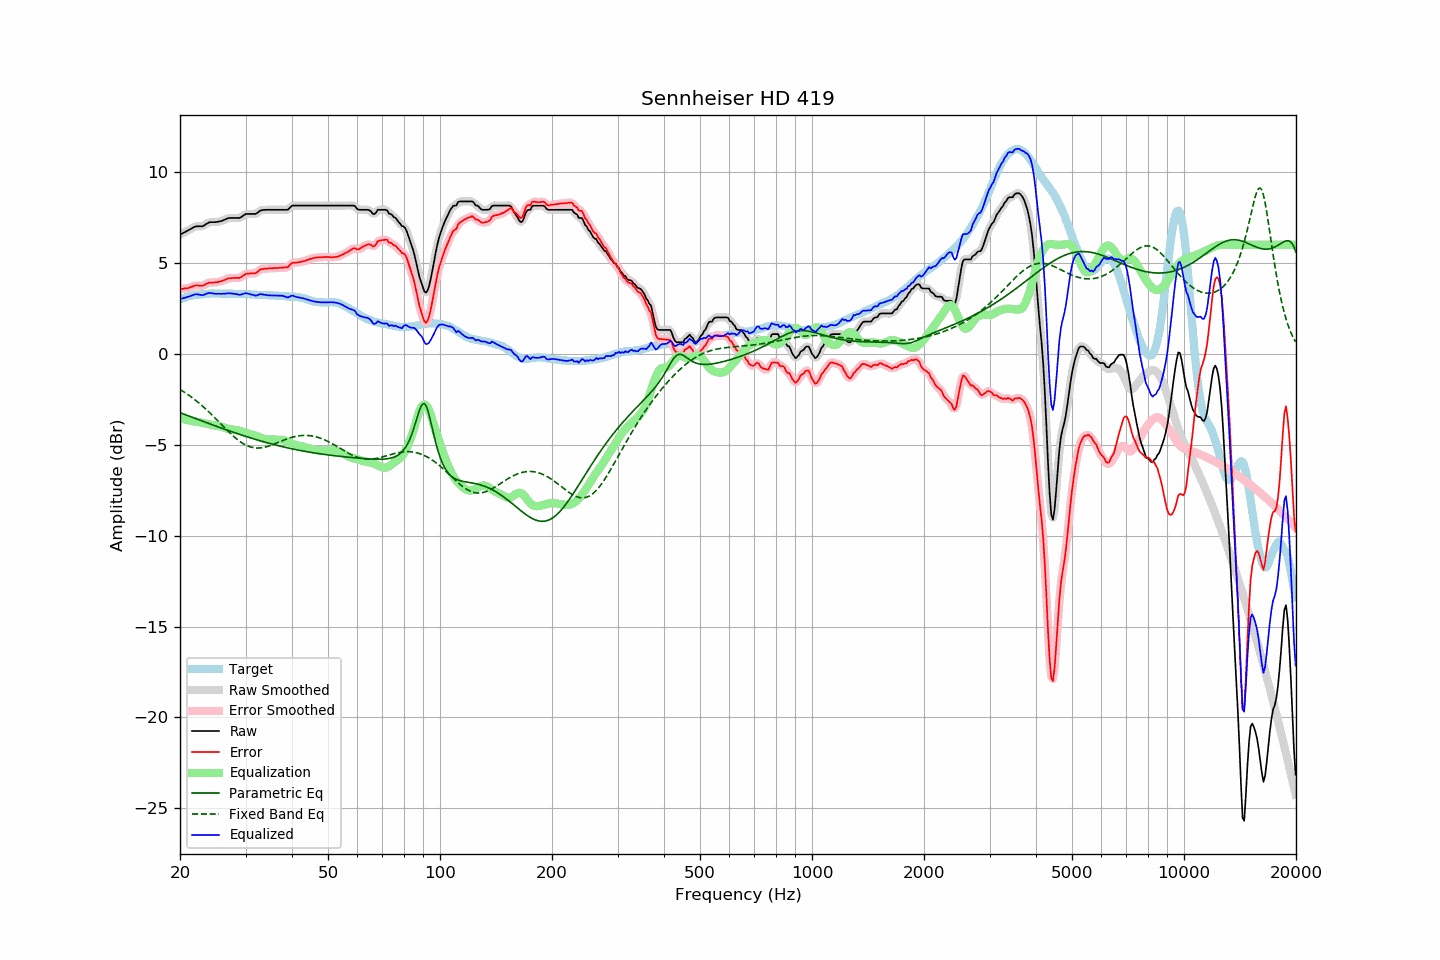 Sennheiser HD 419
10
5
0
−5
−10
−15
−20
−25
Amplitude (dBr)
Target
Raw Smoothed
Error Smoothed
Raw
Error
Equalization
Parametric Eq
Fixed Band Eq
Equalized
20 50 100 200 500 1000 2000 5000 10000 20000
Frequency (Hz)